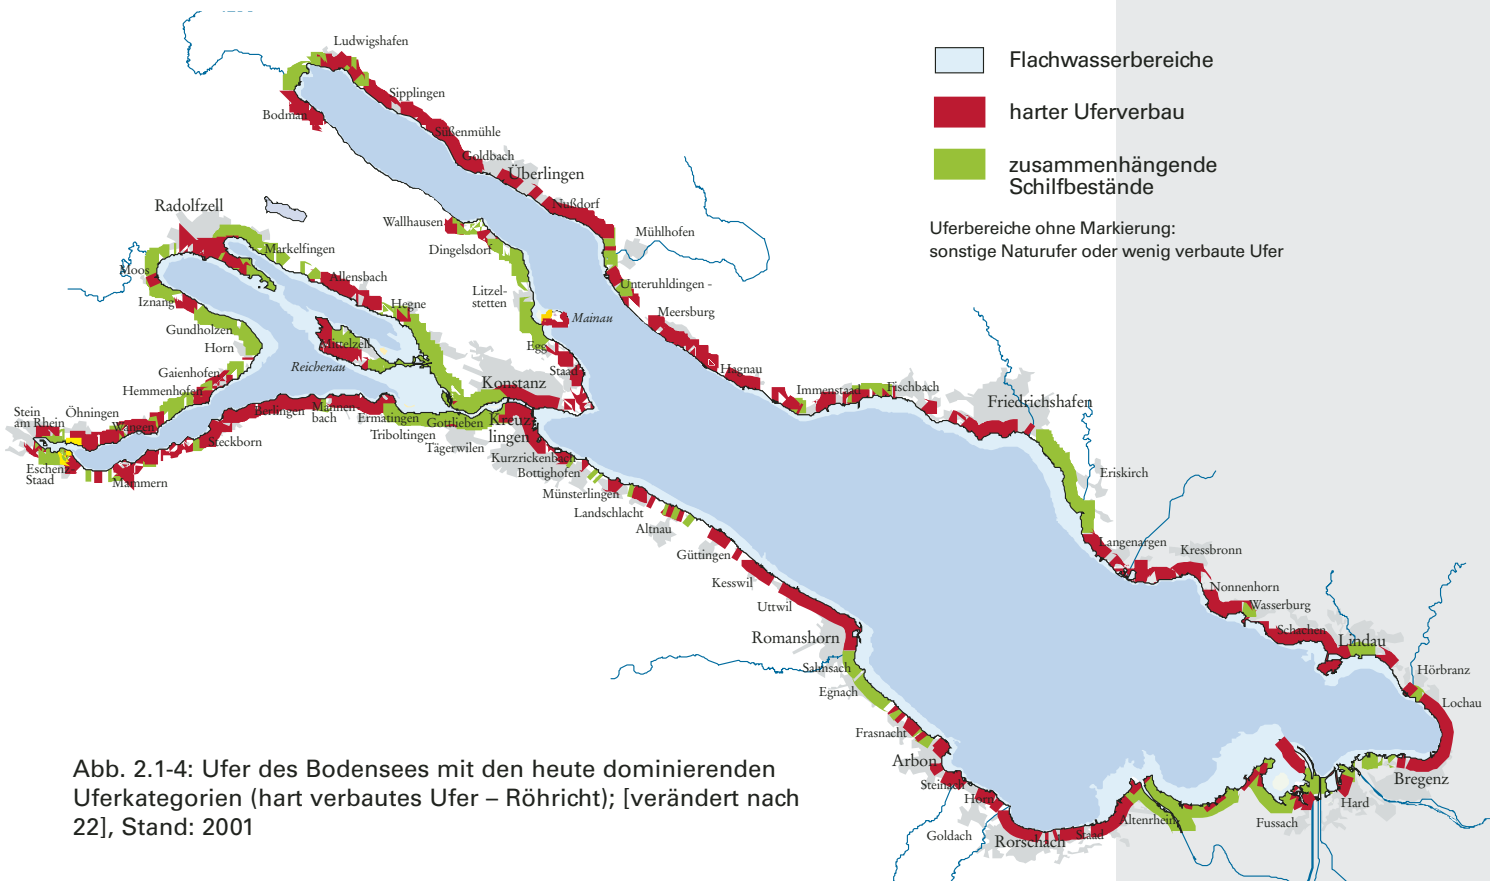 Ludwigshafen
Sipplingen
Bodman
Süßenmühle
Goldbach
Überlingen
Nußdorf
Radolfzell
Wallhausen
Mühlhofen
Markelfingen
Dingelsdorf
Moos
Allensbach
Unteruhldingen -
Litzel-
stetten
Iznang
Hegne
Meersburg
Mainau
Gundholzen
Mittelzell
Egg
Horn
Reichenau
Staad
Hagnau
Gaienhofen
Hemmenhofen
Konstanz
Immenstaad
Fischbach
Friedrichshafen
Stein
am Rhein
Öhningen
Wangen
Berlingen
Mannen-
bach
Ermatingen
Gottlieben
Kreuz-
lingen
Triboltingen
Steckborn
Tägerwilen
Kurzrickenbach
Bottighofen
Eschenz
Staad
Mammern
Eriskirch
Münsterlingen
Landschlacht
Altnau
Güttingen
Langenargen
Kressbronn
Kesswil
Nonnenhorn
Uttwil
Wasserburg
Romanshorn
Schachen
Lindau
Salmsach
Hörbranz
Egnach
Lochau
Frasnacht
Arbon
Steinach
Bregenz
Horn
Hard
Goldach
Rorschach
Staad
Altenrhein
Fussach
Flachwasserbereiche
harter Uferverbau
zusammenhängende
Schilfbestände
Uferbereiche ohne Markierung:
sonstige Naturufer oder wenig verbaute Ufer
Abb. 2.1-4: Ufer des Bodensees mit den heute dominierenden
Uferkategorien (hart verbautes Ufer – Röhricht); [verändert nach
22], Stand: 2001